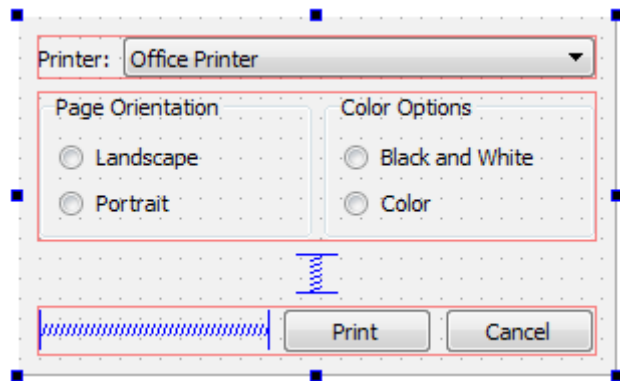 Printer: Office Printer
Page Orientation Color Options
Landscape Black and White
Portrait Color
Print Cancel